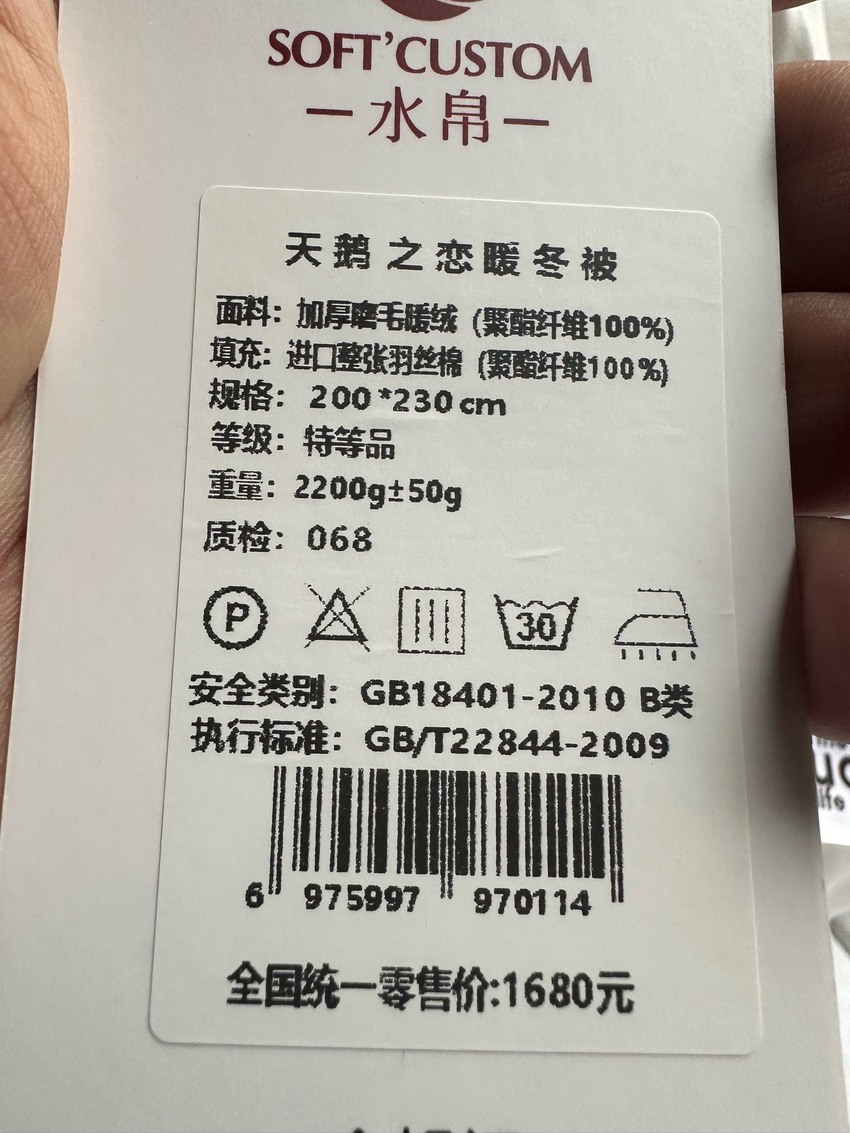 SOFT'CUSTOM
一水帛一
天鹅之恋暖冬被
面料：加厚磨毛暖绒（聚酯纤维100%）
填充：进口整张羽丝棉（聚酯纤维100%）
规格：200*230cm
等级：特等品
重量：2200g±50g
质检：068
P
30
安全类别：GB18401-2010 B类
执行标准：GB/T22844-2009
6 975997 970114
全国统一零售价:1680元
life